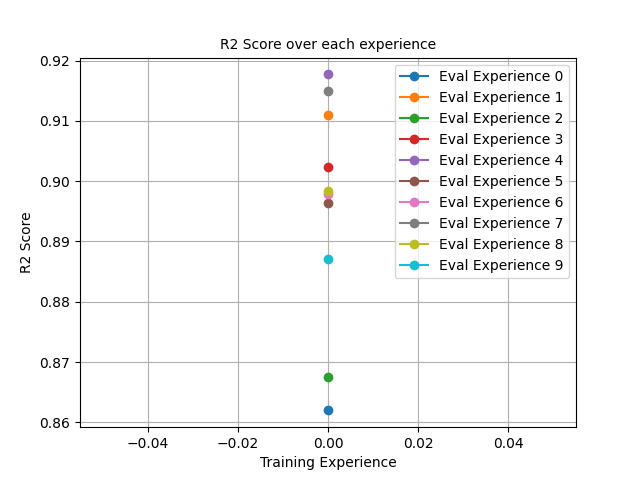 R2 Score over each experience
0.92
0.91
0.90
0.89
0.88
0.87
0.86
R2 Score
Eval Experience 0
Eval Experience 1
Eval Experience 2
Eval Experience 3
Eval Experience 4
Eval Experience 5
Eval Experience 6
Eval Experience 7
Eval Experience 8
Eval Experience 9
−0.04 −0.02 0.00 0.02 0.04
Training Experience